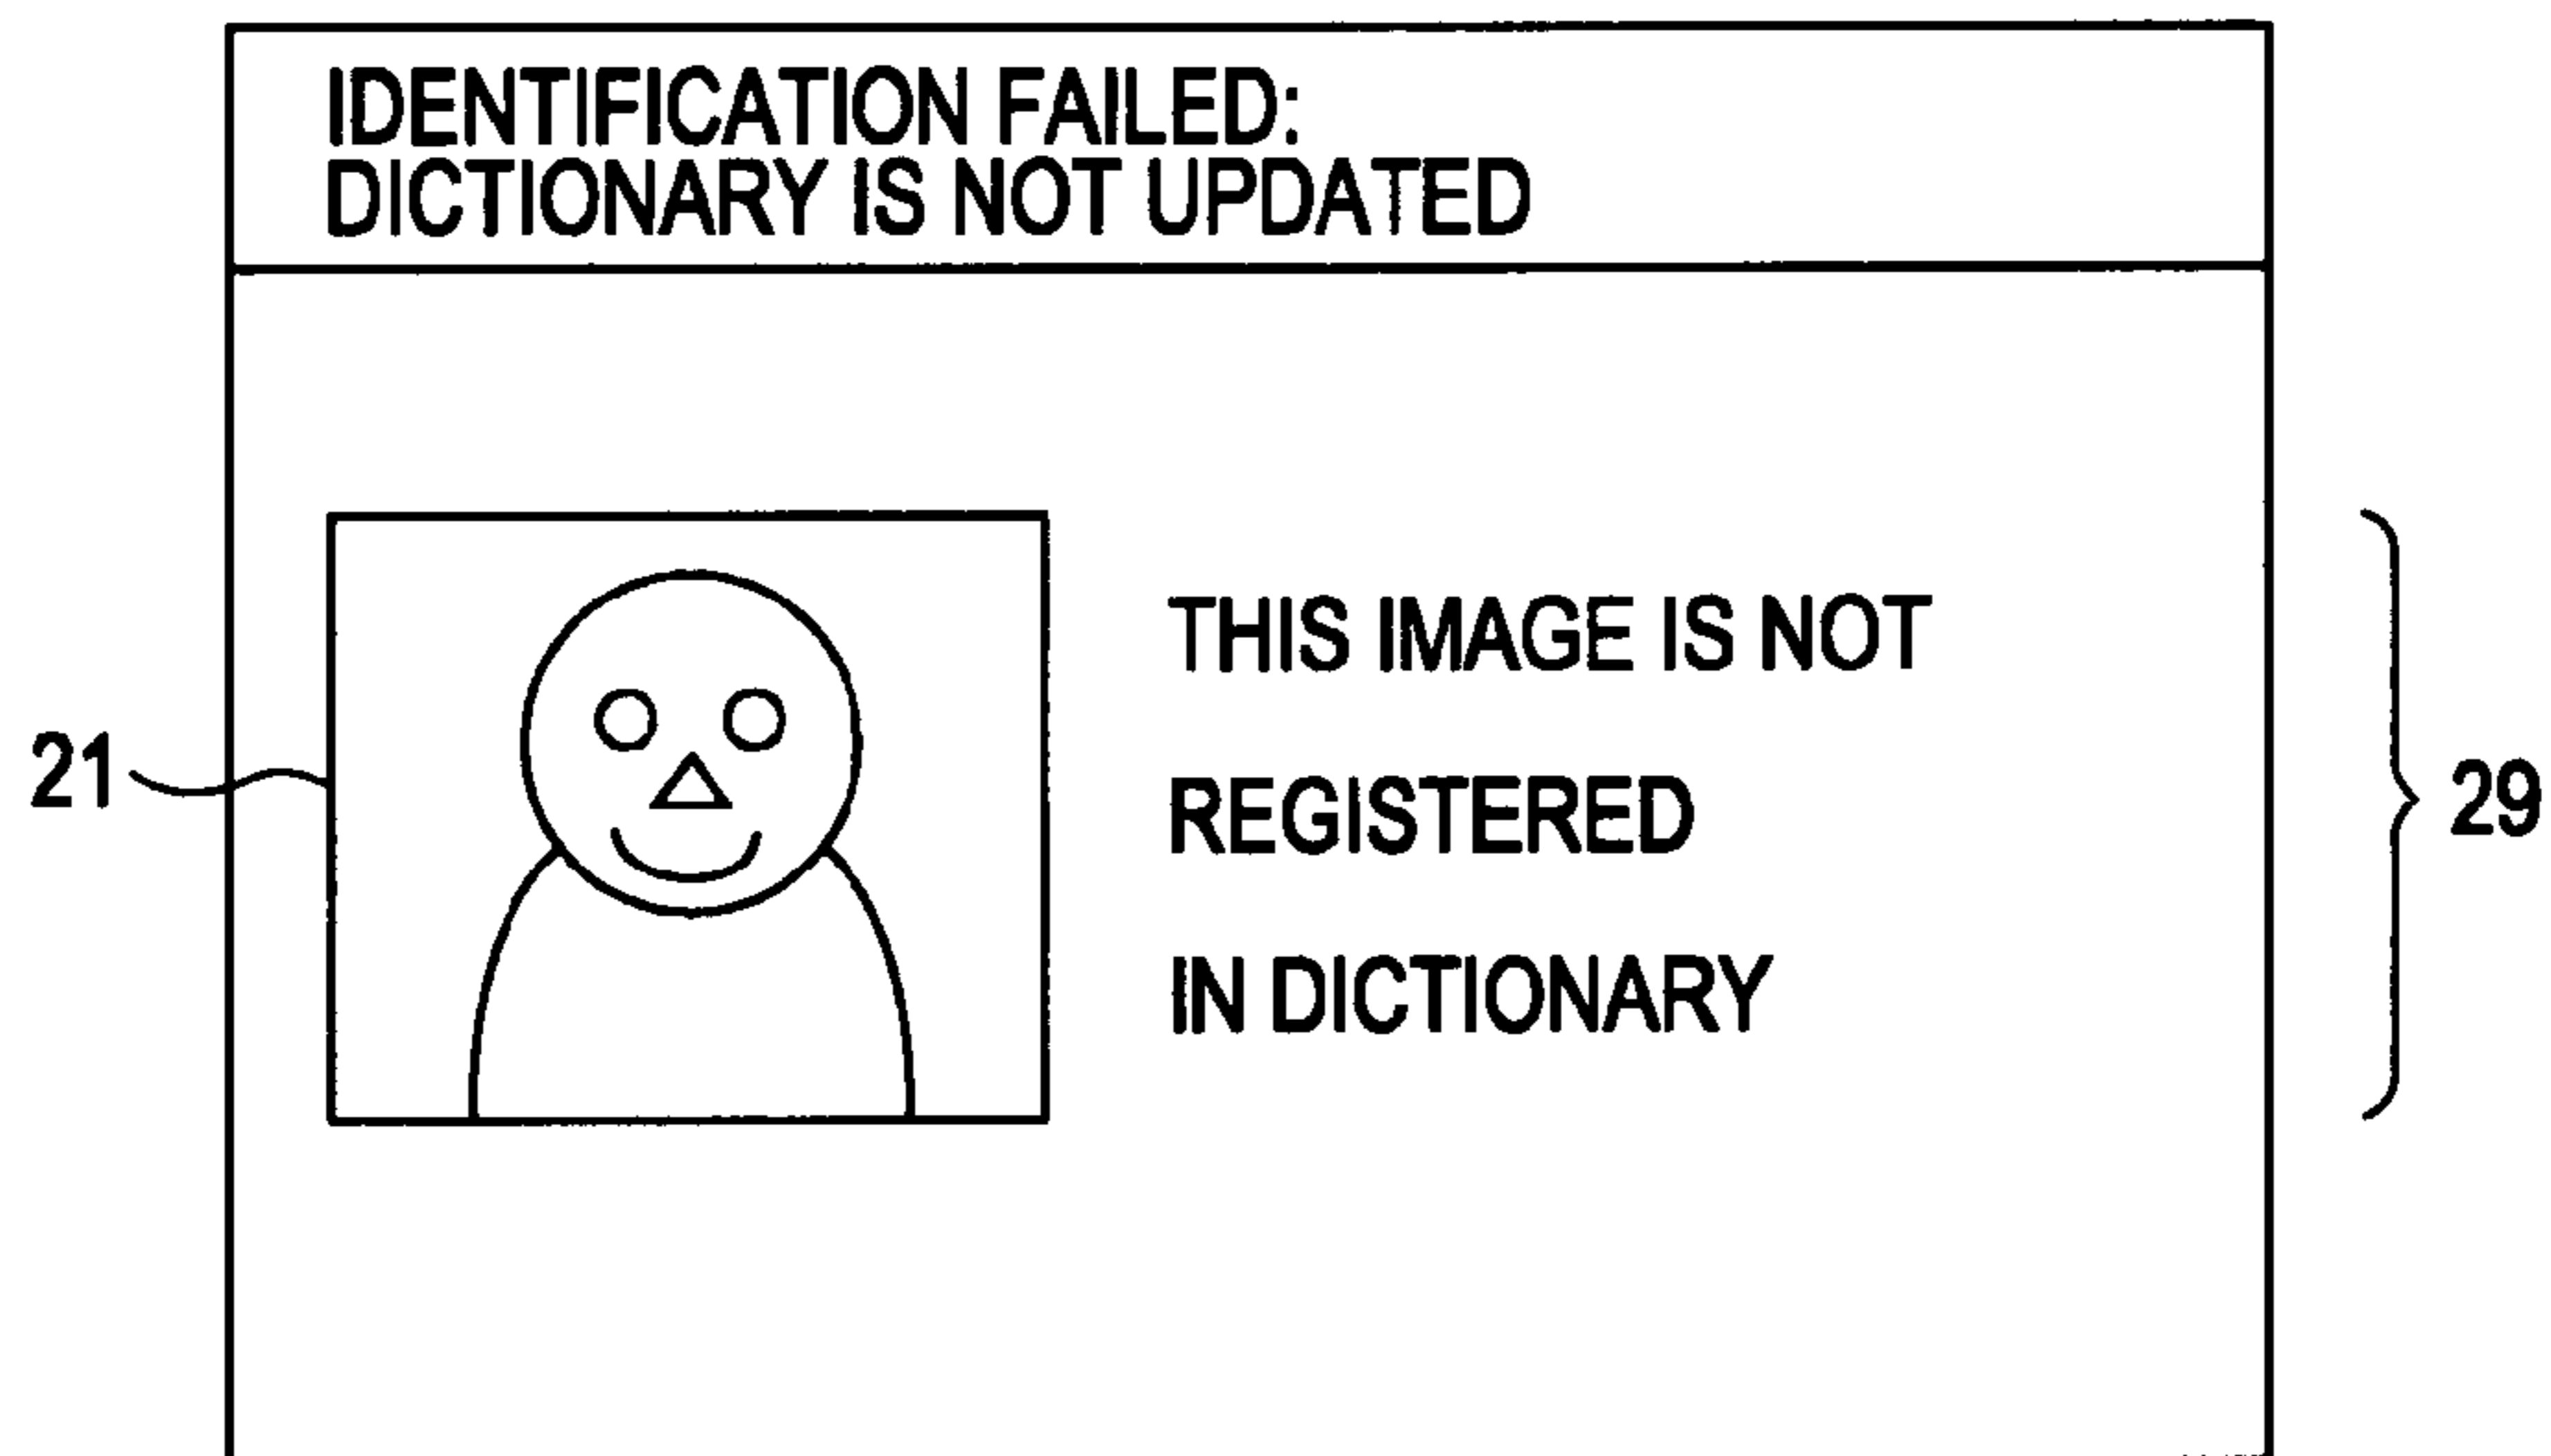 IDENTIFICATION FAILED:
DICTIONARY IS NOT UPDATED
THIS IMAGE IS NOT
REGISTERED
IN DICTIONARY
21
29